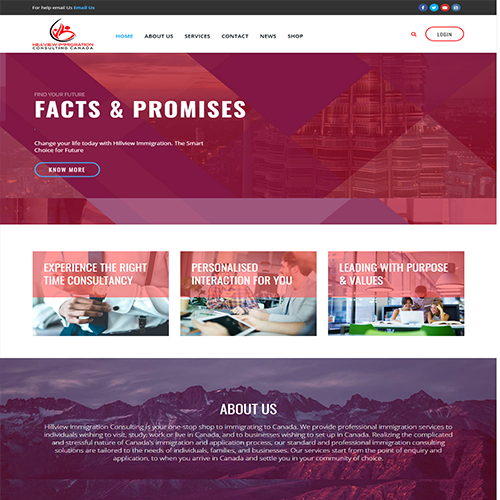 For help email Us Email Us
HILLVIEW IMMIGRATION
CONSULTING CANADA
HOME ABOUT US SERVICES CONTACT NEWS SHOP
LOGIN
FIND YOUR FUTURE
FACTS & PROMISES
Change your life today with Hillview Immigration. The Smart
Choice for Future
KNOW MORE
EXPERIENCE THE RIGHT
TIME CONSULTANCY
PERSONALISED
INTERACTION FOR YOU
LEADING WITH PURPOSE
& VALUES
ABOUT US
Hillview Immigration Consulting is your one-stop shop to immigrating to Canada. We provide professional immigration services to
individuals wishing to visit, study, work or live in Canada, and to businesses wishing to set up in Canada. Realizing the complicated
and stressful nature of Canada's immigration and application process, our standard and professional immigration consulting
solutions are tailored to the needs of individuals, families, and businesses. Our services start from the point of enquiry and
application, to when you arrive in Canada and settle you in your community of choice.